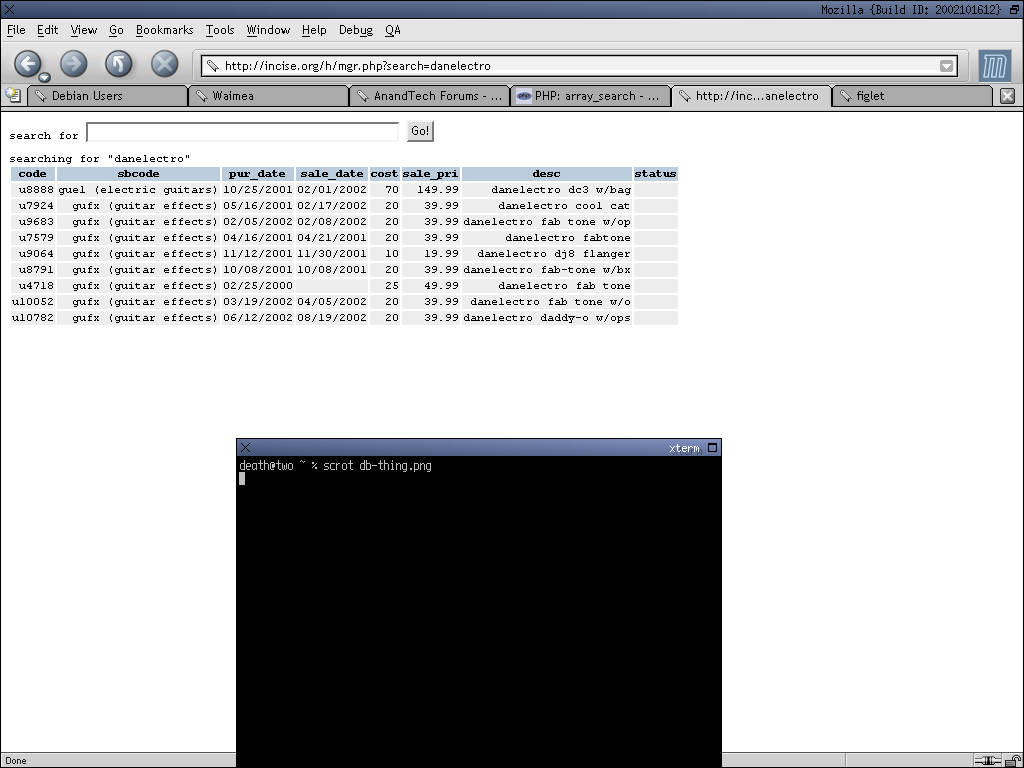 Mozilla {Build ID: 2002101612}
File Edit View Go Bookmarks Tools Window Help Debug QA
http://incise.org/h/mgr.php?search=danelectro
Debian Users Waimea AnandTech Forums - ... PHP: array_search - ... http://inc...anelectro figlet
search for Go!
searching for "danelectro"
code sbcode pur_date sale_date cost sale_pri desc status
u8888 guel (electric guitars) 10/25/2001 02/01/2002 70 149.99 danelectro dc3 w/bag
u7924 gufx (guitar effects) 05/16/2001 02/17/2002 20 39.99 danelectro cool cat
u9683 gufx (guitar effects) 02/05/2002 02/08/2002 20 39.99 danelectro fab tone w/op
u7579 gufx (guitar effects) 04/16/2001 04/21/2001 20 39.99 danelectro fabtone
u9064 gufx (guitar effects) 11/12/2001 11/30/2001 10 19.99 danelectro dj8 flanger
u8791 gufx (guitar effects) 10/08/2001 10/08/2001 20 39.99 danelectro fab-tone w/bx
u4718 gufx (guitar effects) 02/25/2000 25 49.99 danelectro fab tone
u10052 gufx (guitar effects) 03/19/2002 04/05/2002 20 39.99 danelectro fab tone w/o
u10782 gufx (guitar effects) 06/12/2002 08/19/2002 20 39.99 danelectro daddy-o w/ops
xterm
death@two ~ % scrot db-thing.png
Done